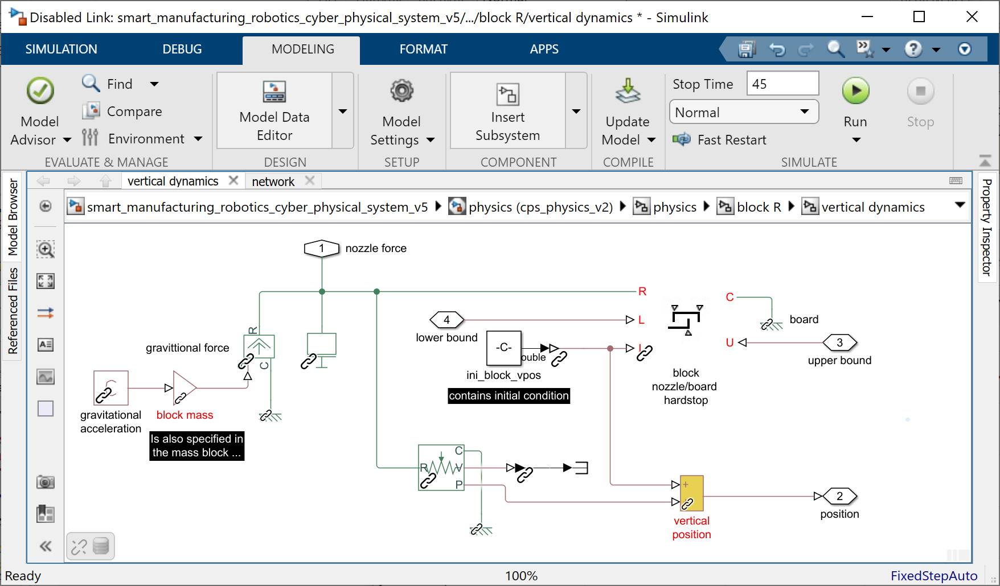 Disabled Link: smart_manufacturing_robotics_cyber_physical_system_v5/.../block R/vertical dynamics * - Simulink
SIMULATION DEBUG MODELING FORMAT APPS
Model Advisor
Find
Compare
Environment
EVALUATE & MANAGE
Model Data
Editor
DESIGN
Model
Settings
SETUP
Insert
Subsystem
COMPONENT
Update
Model
COMPILE
Stop Time 45
Normal
Fast Restart
Run
Stop
SIMULATE
Model Browser
Referenced Files
Property Inspector
vertical dynamics
network
smart_manufacturing_robotics_cyber_physical_system_v5 physics (cps_physics_v2) physics block R vertical dynamics
1 nozzle force
R
L
I
C
U
4
lower bound
-C-
ouble
ini_block_vpos
contains initial condition
board
3
upper bound
block
nozzle/board
hardstop
gravittional force
R
C
gravitational
acceleration
block mass
Is also specified in
the mass block ...
R
C
V
P
+
vertical
position
2
position
Ready
100%
FixedStepAuto